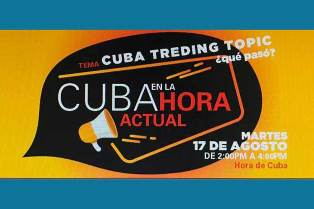 TEMA CUBA TREDING TOPIC
¿qué pasó?
CUBA EN LA HORA
ACTUAL
MARTES
17 DE AGOSTO
DE 2:00PM A 4:00PM
Hora de Cuba